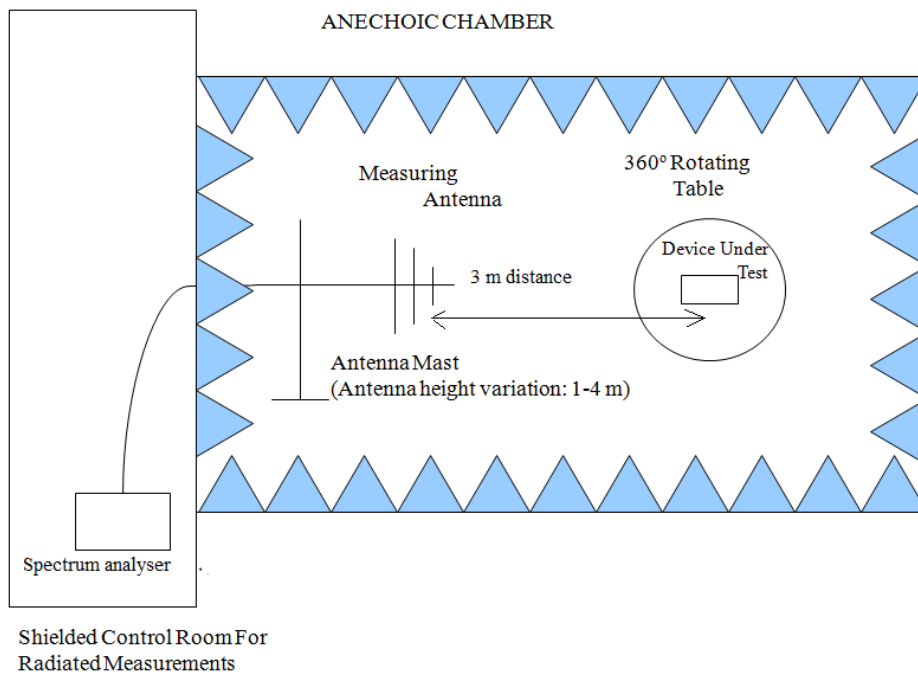 ANECHOIC CHAMBER
Measuring
Antenna
360º Rotating
Table
Device Under
Test
3 m distance
Antenna Mast
(Antenna height variation: 1-4 m)
Spectrum analyser
Shielded Control Room For
Radiated Measurements